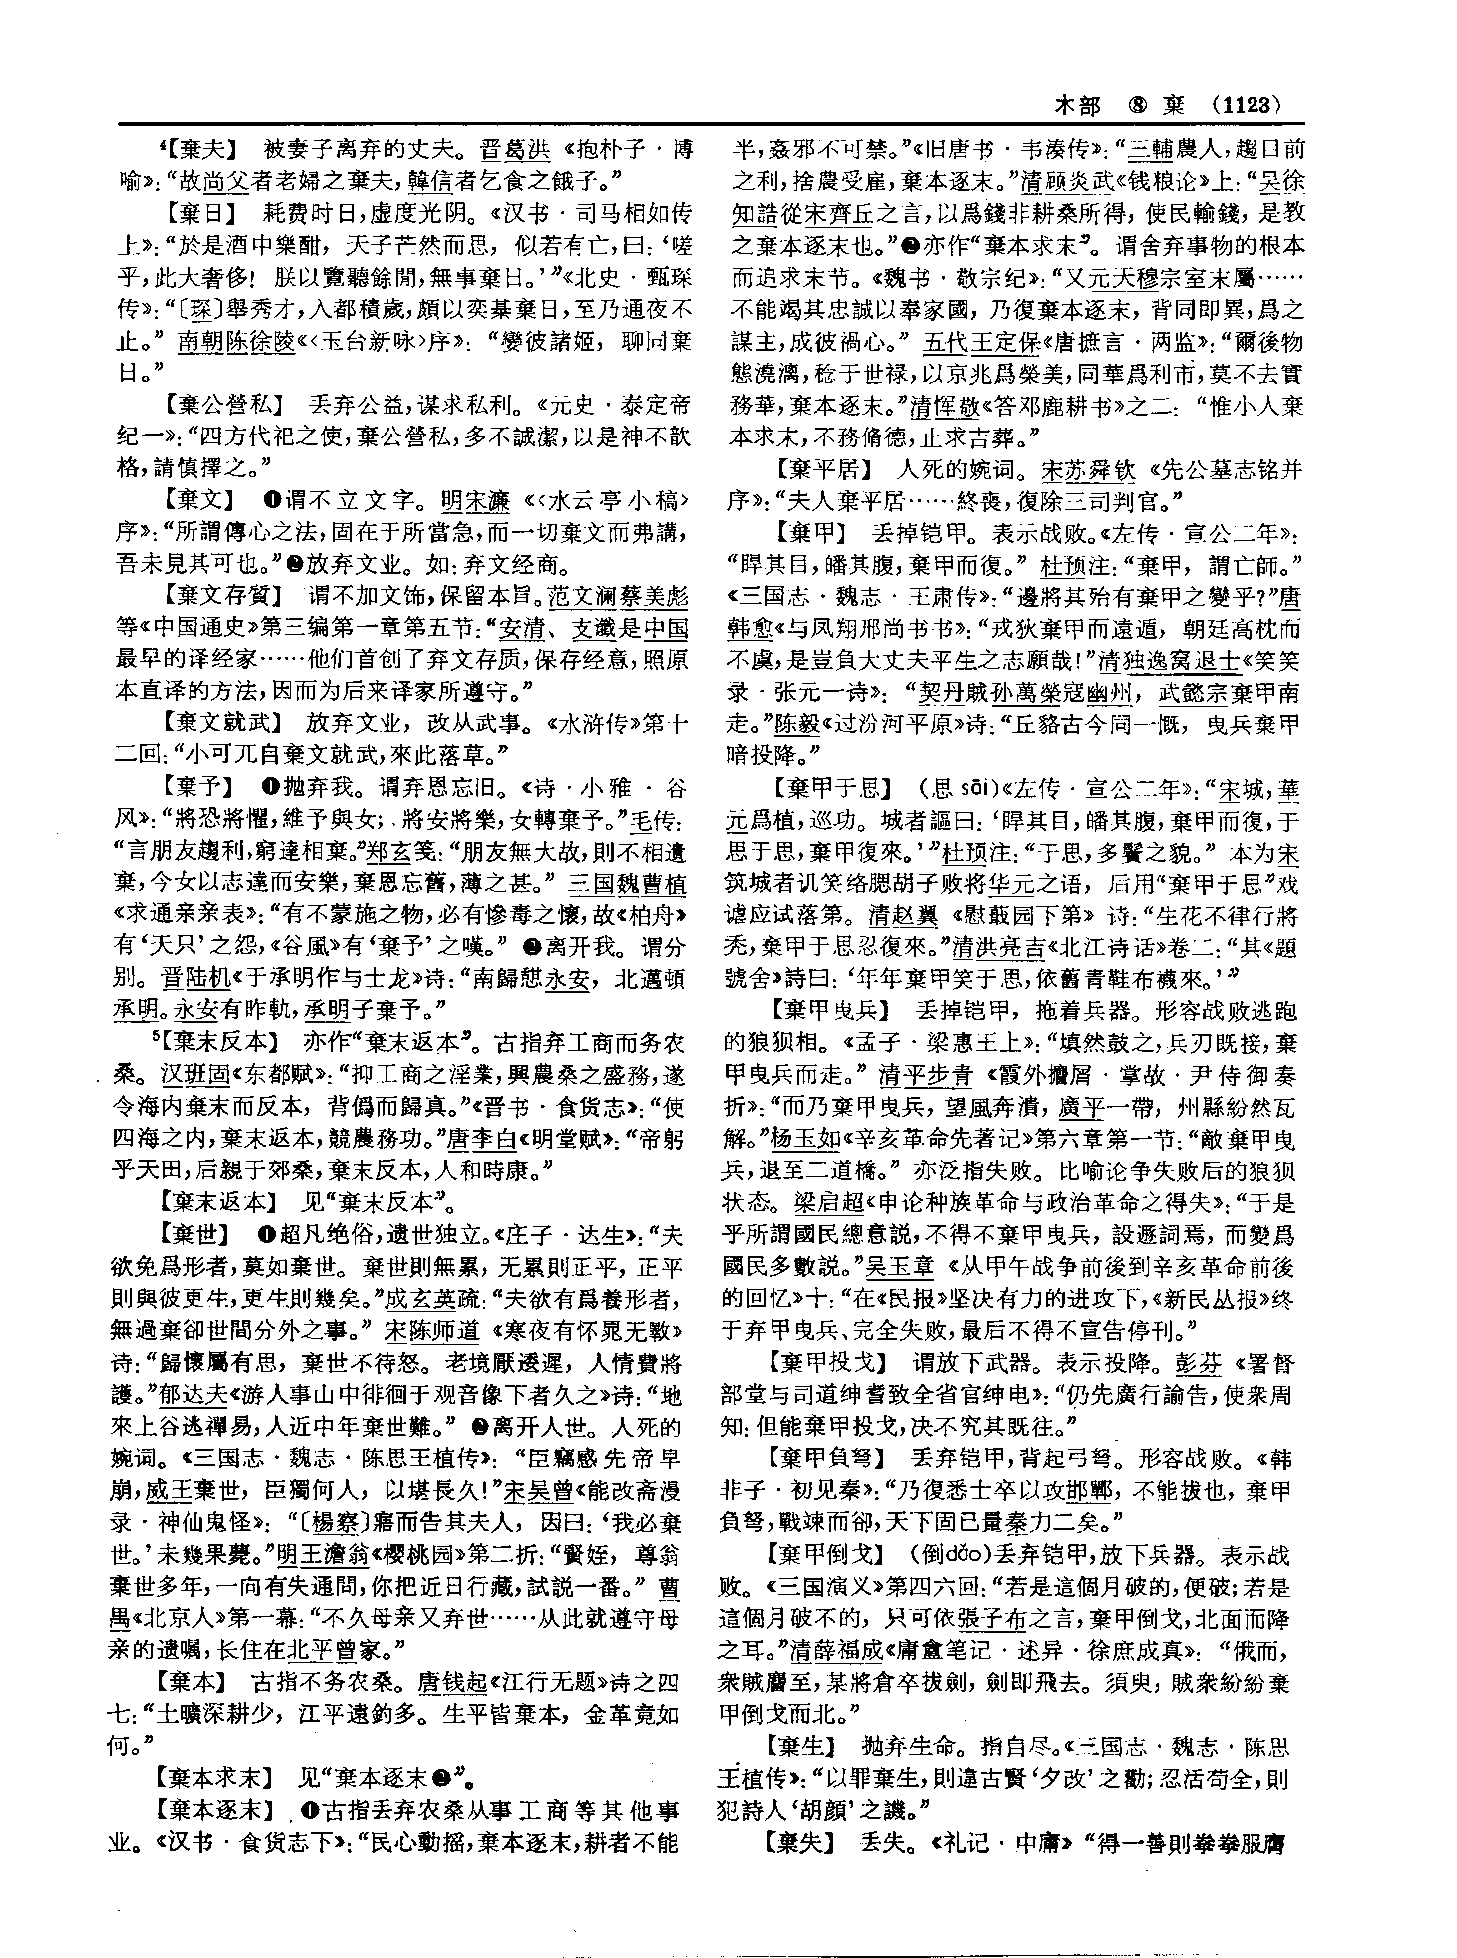 木部 ⑧ 棄 (1123)
⁴【棄夫】 被妻子离弃的丈夫。晋葛洪《抱朴子·博
喻》:“故尚父者老婦之棄夫,韓信者乞食之餓子。”
【棄日】 耗费时日,虚度光阴。《汉书·司马相如传
上》:“於是酒中樂酣,天子芒然而思,似若有亡,曰:‘嗟
乎,此大奢侈!朕以覽聽餘閒,無事棄日。’”《北史·甄琛
传》:“〔琛〕舉秀才,入都積歲,頗以奕棊棄日,至乃通夜不
止。”南朝陈徐陵《〈玉台新咏〉序》:“孌彼諸姬,聊同棄
日。”
【棄公營私】 丢弃公益,谋求私利。《元史·泰定帝
纪一》:“四方代祀之使,棄公營私,多不誠潔,以是神不歆
格,請慎擇之。”
【棄文】 ❶谓不立文字。明宋濂《〈水云亭小稿〉
序》:“所謂傳心之法,固在于所當急,而一切棄文而弗講,
吾未見其可也。”❷放弃文业。如:弃文经商。
【棄文存質】 谓不加文饰,保留本旨。范文澜蔡美彪
等《中国通史》第三编第一章第五节:“安清、支谶是中国
最早的译经家……他们首创了弃文存质,保存经意,照原
本直译的方法,因而为后来译家所遵守。”
【棄文就武】 放弃文业,改从武事。《水浒传》第十
二回:“小可兀自棄文就武,來此落草。”
【棄予】 ❶抛弃我。谓弃恩忘旧。《诗·小雅·谷
风》:“將恐將懼,維予與女;將安將樂,女轉棄予。”毛传:
“言朋友趨利,窮達相棄。”郑玄笺:“朋友無大故,則不相遺
棄,今女以志達而安樂,棄恩忘舊,薄之甚。”三国魏曹植
《求通亲亲表》:“有不蒙施之物,必有慘毒之懷,故《柏舟》
有‘天只’之怨,《谷風》有‘棄予’之嘆。”❷离开我。谓分
别。晋陆机《于承明作与士龙》诗:“南歸憩永安,北邁頓
承明。永安有昨軌,承明子棄予。”
⁵【棄末反本】 亦作“棄末返本”。古指弃工商而务农
桑。汉班固《东都赋》:“抑工商之淫業,興農桑之盛務,遂
令海内棄末而反本,背僞而歸真。”《晋书·食货志》:“使
四海之内,棄末返本,競農務功。”唐李白《明堂赋》:“帝躬
乎天田,后親于郊桑,棄末反本,人和時康。”
【棄末返本】 见“棄末反本”。
【棄世】 ❶超凡绝俗,遗世独立。《庄子·达生》:“夫
欲免爲形者,莫如棄世。棄世則無累,无累則正平,正平
則與彼更生,更生則幾矣。”成玄英疏:“夫欲有爲養形者,
無過棄卻世間分外之事。”宋陈师道《寒夜有怀晁无斁》
诗:“歸懷屬有思,棄世不待怒。老境厭逶遲,人情費將
護。”郁达夫《游人事山中徘徊于观音像下者久之》诗:“地
來上谷逃禪易,人近中年棄世難。”❷离开人世。人死的
婉词。《三国志·魏志·陈思王植传》:“臣竊感先帝早
崩,威王棄世,臣獨何人,以堪長久!”宋吴曾《能改斋漫
录·神仙鬼怪》:“〔楊察〕寤而告其夫人,因曰:‘我必棄
世。’未幾果薨。”明王澹翁《樱桃园》第二折:“賢姪,尊翁
棄世多年,一向有失通問,你把近日行藏,試説一番。”曹
禺《北京人》第一幕:“不久母亲又弃世……从此就遵守母
亲的遗嘱,长住在北平曾家。”
【棄本】 古指不务农桑。唐钱起《江行无题》诗之四
七:“土曠深耕少,江平遠釣多。生平皆棄本,金革竟如
何。”
【棄本求末】 见“棄本逐末❷”。
【棄本逐末】 ❶古指丢弃农桑从事工商等其他事
业。《汉书·食货志下》:“民心動摇,棄本逐末,耕者不能
半,姦邪不可禁。”《旧唐书·韦湊传》:“三輔農人,趨目前
之利,捨農受雇,棄本逐末。”清顾炎武《钱粮论》上:“吴徐
知誥從宋齊丘之言,以爲錢非耕桑所得,使民輸錢,是教
之棄本逐末也。”❷亦作“棄本求末”。谓舍弃事物的根本
而追求末节。《魏书·敬宗纪》:“又元天穆宗室末屬……
不能竭其忠誠以奉家國,乃復棄本逐末,背同即異,爲之
謀主,成彼禍心。”五代王定保《唐摭言·两监》:“爾後物
態澆漓,稔于世禄,以京兆爲榮美,同華爲利市,莫不去實
務華,棄本逐末。”清恽敬《答邓鹿耕书》之二:“惟小人棄
本求末,不務脩德,止求吉葬。”
【棄平居】 人死的婉词。宋苏舜钦《先公墓志铭并
序》:“夫人棄平居……終喪,復除三司判官。”
【棄甲】 丢掉铠甲。表示战败。《左传·宣公二年》:
“睅其目,皤其腹,棄甲而復。”杜预注:“棄甲,謂亡師。”
《三国志·魏志·王肃传》:“邊將其殆有棄甲之變乎?”唐
韩愈《与凤翔邢尚书书》:“戎狄棄甲而遠遁,朝廷高枕而
不虞,是豈負大丈夫平生之志願哉!”清独逸窝退士《笑笑
录·张元一诗》:“契丹賊孫萬榮寇幽州,武懿宗棄甲南
走。”陈毅《过汾河平原》诗:“丘貉古今同一慨,曳兵棄甲
暗投降。”
【棄甲于思】 (思 sāi)《左传·宣公二年》:“宋城,華
元爲植,巡功。城者謳曰:‘睅其目,皤其腹,棄甲而復,于
思于思,棄甲復來。’”杜预注:“于思,多鬢之貌。”本为宋
筑城者讥笑络腮胡子败将华元之语,后用“棄甲于思”戏
谑应试落第。清赵翼《慰戢园下第》诗:“生花不律行將
秃,棄甲于思忍復來。”清洪亮吉《北江诗话》卷二:“其《題
號舍》詩曰:‘年年棄甲笑于思,依舊青鞋布襪來。’”
【棄甲曳兵】 丢掉铠甲,拖着兵器。形容战败逃跑
的狼狈相。《孟子·梁惠王上》:“填然鼓之,兵刃既接,棄
甲曳兵而走。”清平步青《霞外攟屑·掌故·尹侍御奏
折》:“而乃棄甲曳兵,望風奔潰,廣平一帶,州縣紛然瓦
解。”杨玉如《辛亥革命先著记》第六章第一节:“敵棄甲曳
兵,退至二道橋。”亦泛指失败。比喻论争失败后的狼狈
状态。梁启超《申论种族革命与政治革命之得失》:“于是
乎所謂國民總意説,不得不棄甲曳兵,設遯詞焉,而變爲
國民多數説。”吴玉章《从甲午战争前後到辛亥革命前後
的回忆》十:“在《民报》坚决有力的进攻下,《新民丛报》终
于弃甲曳兵、完全失败,最后不得不宣告停刊。”
【棄甲投戈】 谓放下武器。表示投降。彭芬《署督
部堂与司道绅耆致全省官绅电》:“仍先廣行諭告,使衆周
知:但能棄甲投戈,决不究其既往。”
【棄甲負弩】 丢弃铠甲,背起弓弩。形容战败。《韩
非子·初见秦》:“乃復悉士卒以攻邯鄲,不能拔也,棄甲
負弩,戰竦而卻,天下固已量秦力二矣。”
【棄甲倒戈】 (倒dǎo)丢弃铠甲,放下兵器。表示战
败。《三国演义》第四六回:“若是這個月破的,便破;若是
這個月破不的,只可依張子布之言,棄甲倒戈,北面而降
之耳。”清薛福成《庸盦笔记·述异·徐庶成真》:“俄而,
衆賊麕至,某將倉卒拔劍,劍即飛去。須臾,賊衆紛紛棄
甲倒戈而北。”
【棄生】 抛弃生命。指自尽。《三国志·魏志·陈思
王植传》:“以罪棄生,則違古賢‘夕改’之勸;忍活苟全,則
犯詩人‘胡顔’之譏。”
【棄失】 丢失。《礼记·中庸》“得一善則拳拳服膺